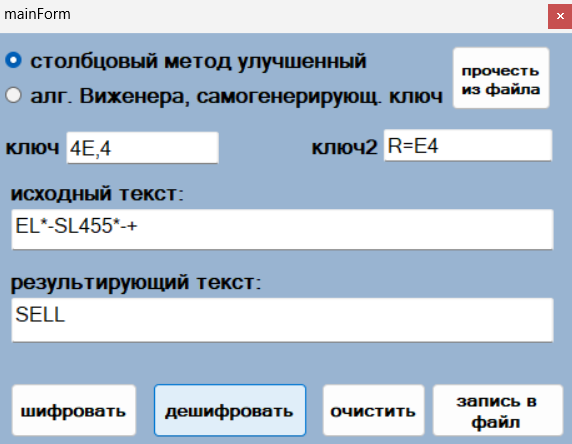 mainForm
столбцовый метод улучшенный
алг. Виженера, самогенерирующ. ключ
прочесть
из файла
ключ 4E,4 ключ2 R=E4
исходный текст:
EL*-SL455*-+
результирующий текст:
SELL
шифровать дешифровать очистить запись в
файл